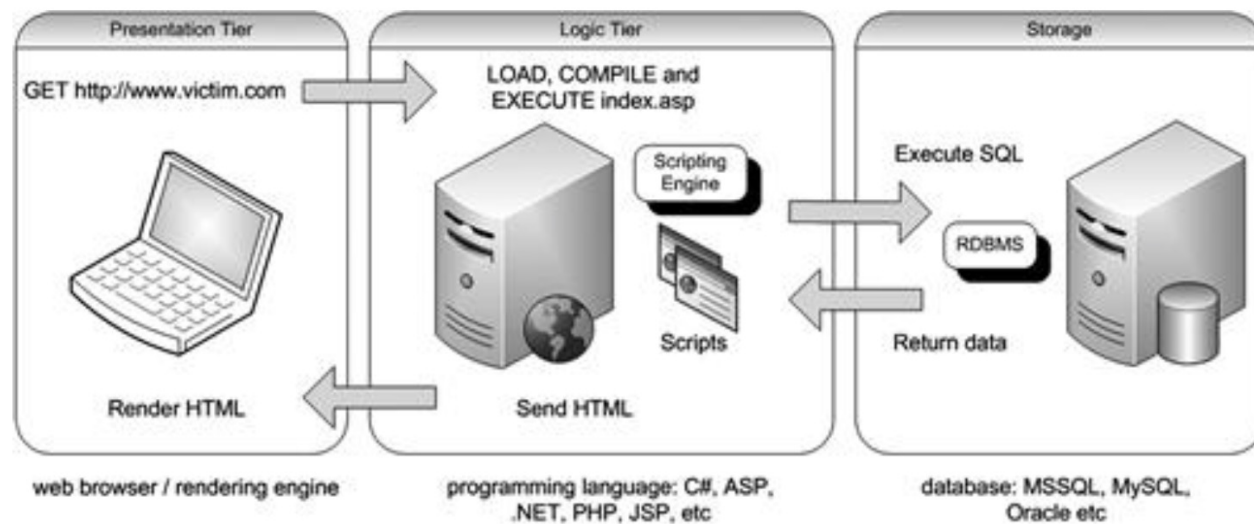 Presentation Tier
GET http://www.victim.com
Render HTML
web browser / rendering engine
Logic Tier
LOAD, COMPILE and
EXECUTE index.asp
Scripting
Engine
Scripts
Send HTML
programming language: C#, ASP,
.NET, PHP, JSP, etc
Storage
Execute SQL
RDBMS
Return data
database: MSSQL, MySQL,
Oracle etc